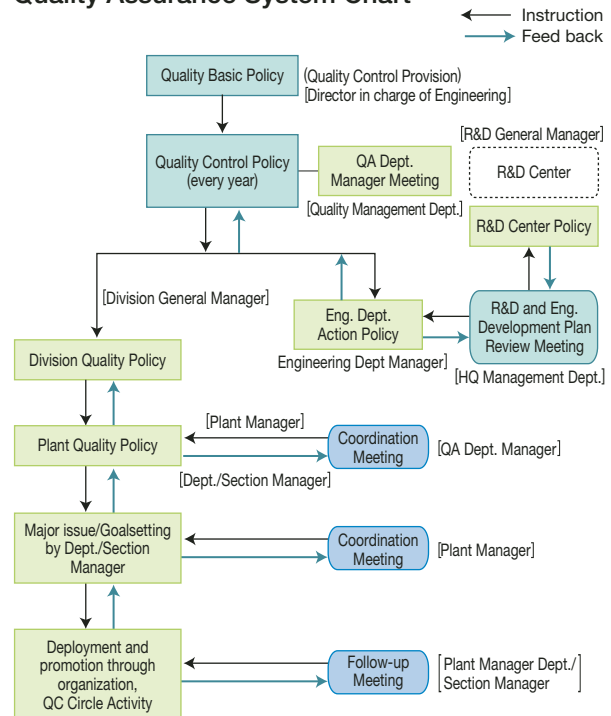 Quality Assurance System Chart
Instruction
Feed back
Quality Basic Policy
(Quality Control Provision)
[Director in charge of Engineering]
[R&D General Manager]
Quality Control Policy
(every year)
QA Dept.
Manager Meeting
R&D Center
[Quality Management Dept.]
R&D Center Policy
[Division General Manager]
Eng. Dept.
Action Policy
R&D and Eng.
Development Plan
Review Meeting
Engineering Dept Manager]
[HQ Management Dept.]
Division Quality Policy
[Plant Manager]
Plant Quality Policy
Coordination
Meeting
[QA Dept. Manager]
[Dept./Section Manager]
Major issue/Goalsetting
by Dept./Section
Manager
Coordination
Meeting
[Plant Manager]
Deployment and
promotion through
organization,
QC Circle Activity
Follow-up
Meeting
[Plant Manager Dept./
Section Manager]